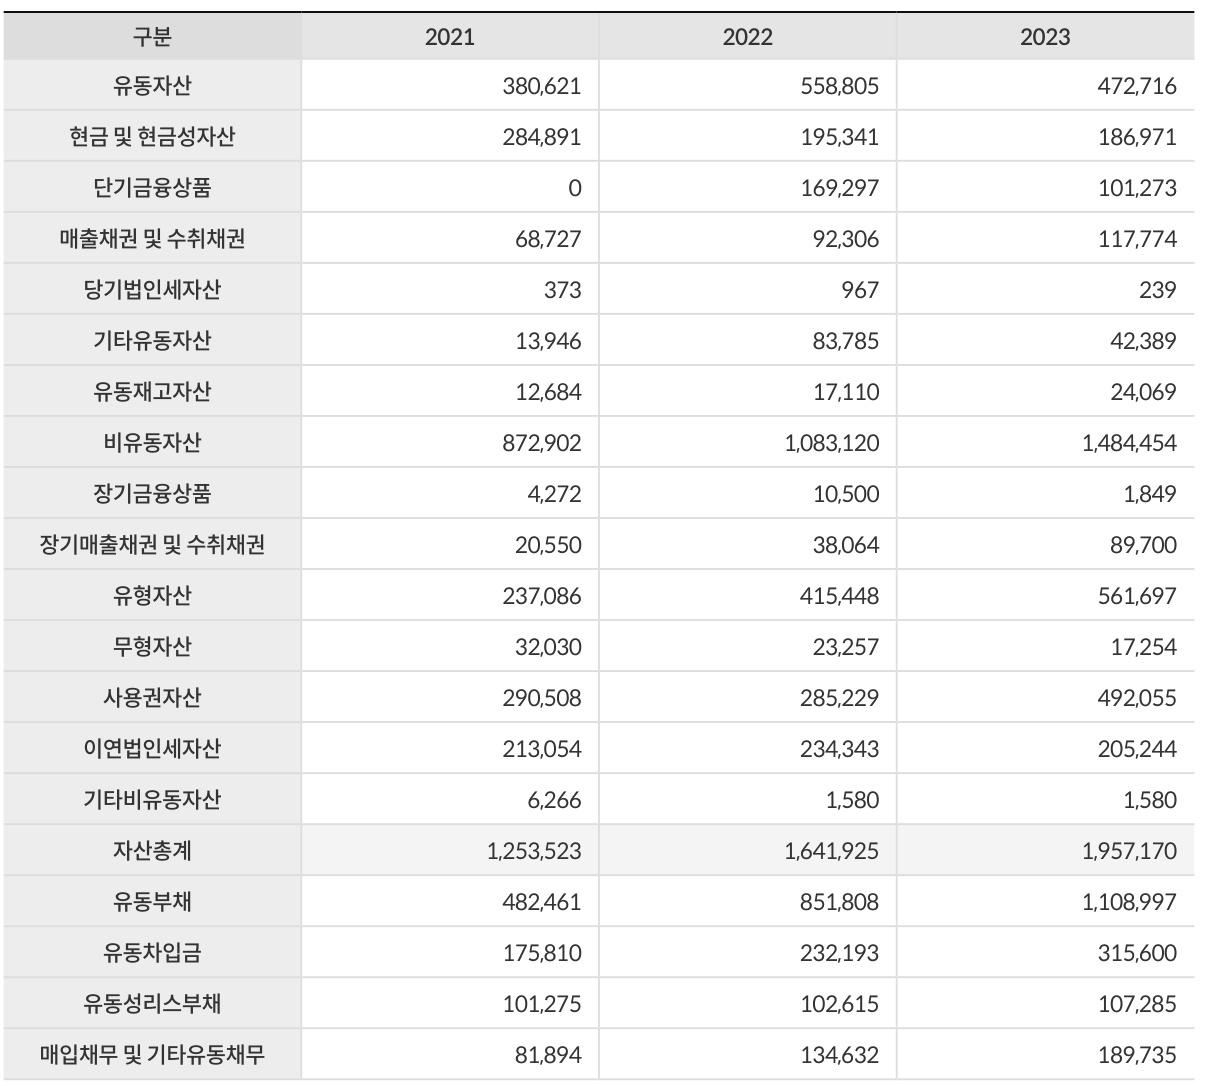 구분 2021 2022 2023
유동자산 380,621 558,805 472,716
현금 및 현금성자산 284,891 195,341 186,971
단기금융상품 0 169,297 101,273
매출채권 및 수취채권 68,727 92,306 117,774
당기법인세자산 373 967 239
기타유동자산 13,946 83,785 42,389
유동재고자산 12,684 17,110 24,069
비유동자산 872,902 1,083,120 1,484,454
장기금융상품 4,272 10,500 1,849
장기매출채권 및 수취채권 20,550 38,064 89,700
유형자산 237,086 415,448 561,697
무형자산 32,030 23,257 17,254
사용권자산 290,508 285,229 492,055
이연법인세자산 213,054 234,343 205,244
기타비유동자산 6,266 1,580 1,580
자산총계 1,253,523 1,641,925 1,957,170
유동부채 482,461 851,808 1,108,997
유동차입금 175,810 232,193 315,600
유동성리스부채 101,275 102,615 107,285
매입채무 및 기타유동채무 81,894 134,632 189,735